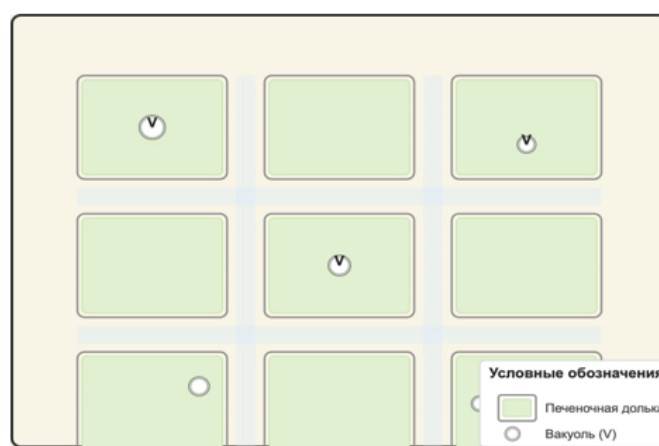 V
V
V
Условные обозначения
Печеночная долька
Вакуоль (V)